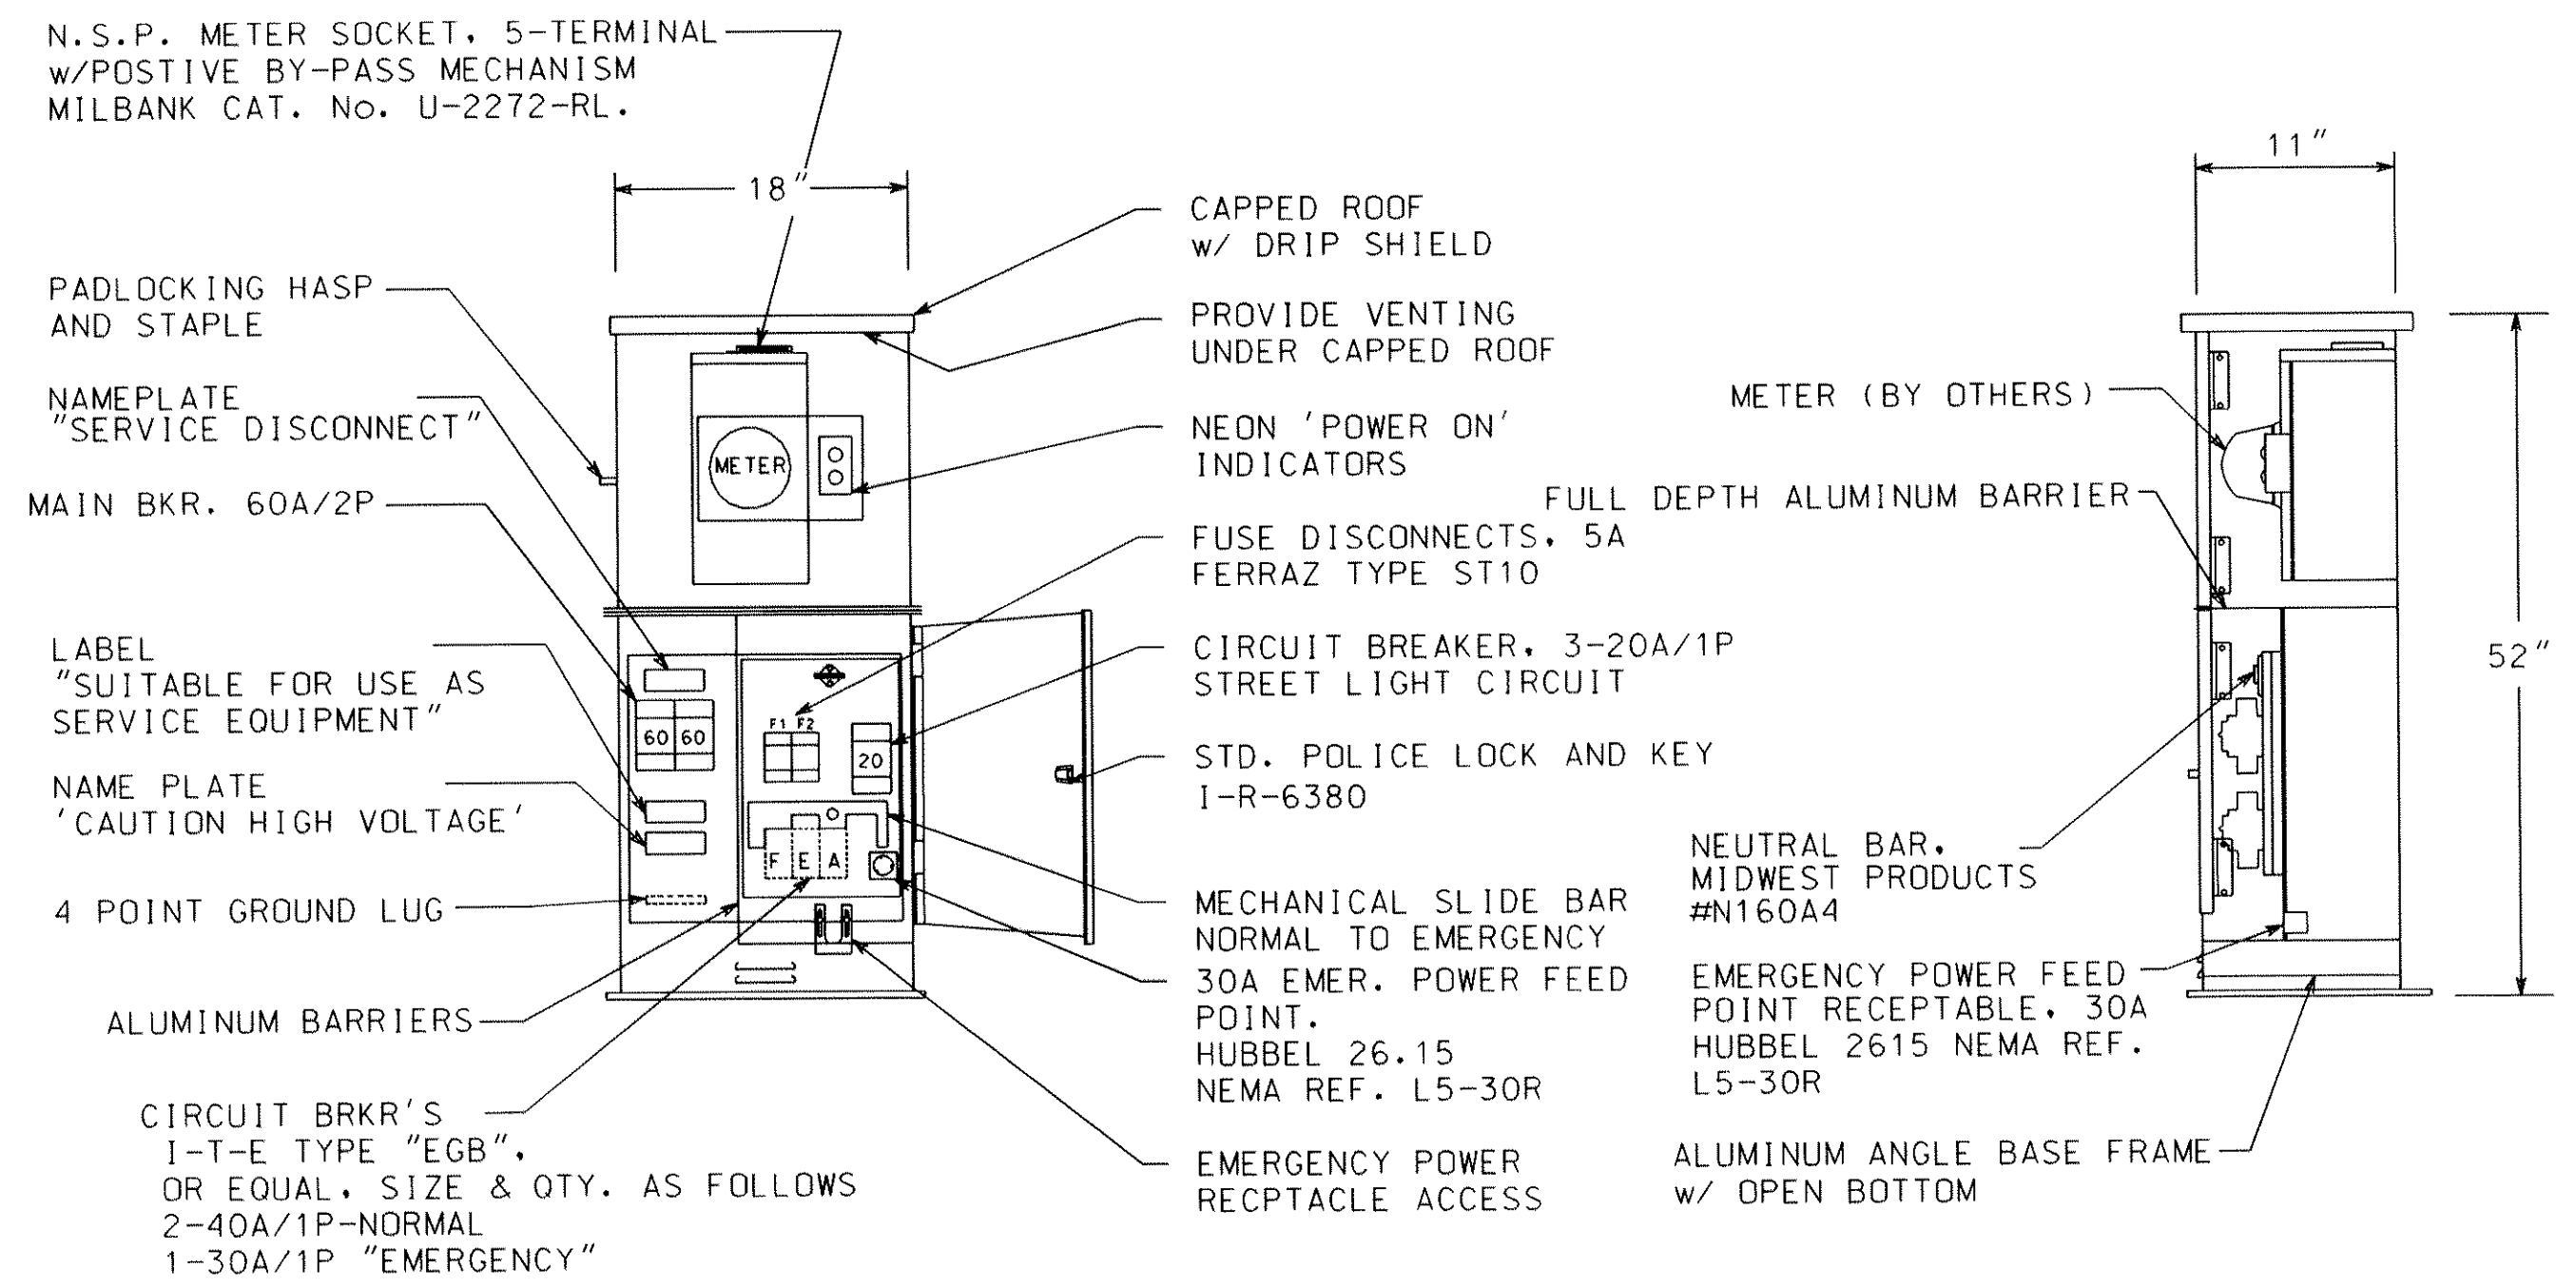 N.S.P. METER SOCKET, 5-TERMINAL
w/POSTIVE BY-PASS MECHANISM
MILBANK CAT. No. U-2272-RL.
18"
PADLOCKING HASP
AND STAPLE
NAMEPLATE
"SERVICE DISCONNECT"
MAIN BKR. 60A/2P
LABEL
"SUITABLE FOR USE AS
SERVICE EQUIPMENT"
NAME PLATE
'CAUTION HIGH VOLTAGE'
4 POINT GROUND LUG
ALUMINUM BARRIERS
CIRCUIT BRKR'S
I-T-E TYPE "EGB",
OR EQUAL, SIZE & QTY. AS FOLLOWS
2-40A/1P-NORMAL
1-30A/1P "EMERGENCY"
METER
F1 F2
60 60
20
F E A
CAPPED ROOF
w/ DRIP SHIELD
PROVIDE VENTING
UNDER CAPPED ROOF
NEON 'POWER ON'
INDICATORS
FUSE DISCONNECTS, 5A
FERRAZ TYPE ST10
CIRCUIT BREAKER, 3-20A/1P
STREET LIGHT CIRCUIT
STD. POLICE LOCK AND KEY
I-R-6380
MECHANICAL SLIDE BAR
NORMAL TO EMERGENCY
30A EMER. POWER FEED
POINT.
HUBBEL 26.15
NEMA REF. L5-30R
EMERGENCY POWER
RECPTACLE ACCESS
11"
METER (BY OTHERS)
FULL DEPTH ALUMINUM BARRIER
52"
NEUTRAL BAR,
MIDWEST PRODUCTS
#N160A4
EMERGENCY POWER FEED
POINT RECEPTABLE, 30A
HUBBEL 2615 NEMA REF.
L5-30R
ALUMINUM ANGLE BASE FRAME
w/ OPEN BOTTOM